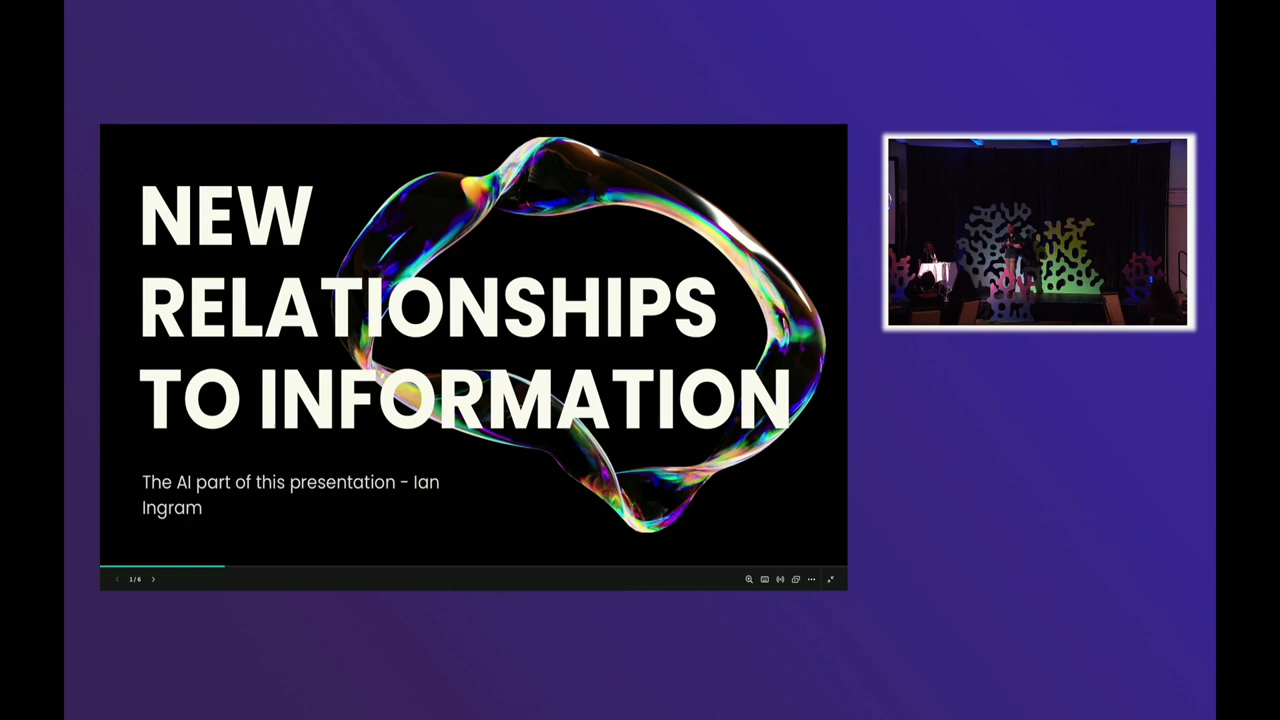 NEW
RELATIONSHIPS
TO INFORMATION
The AI part of this presentation - Ian
Ingram
1/6